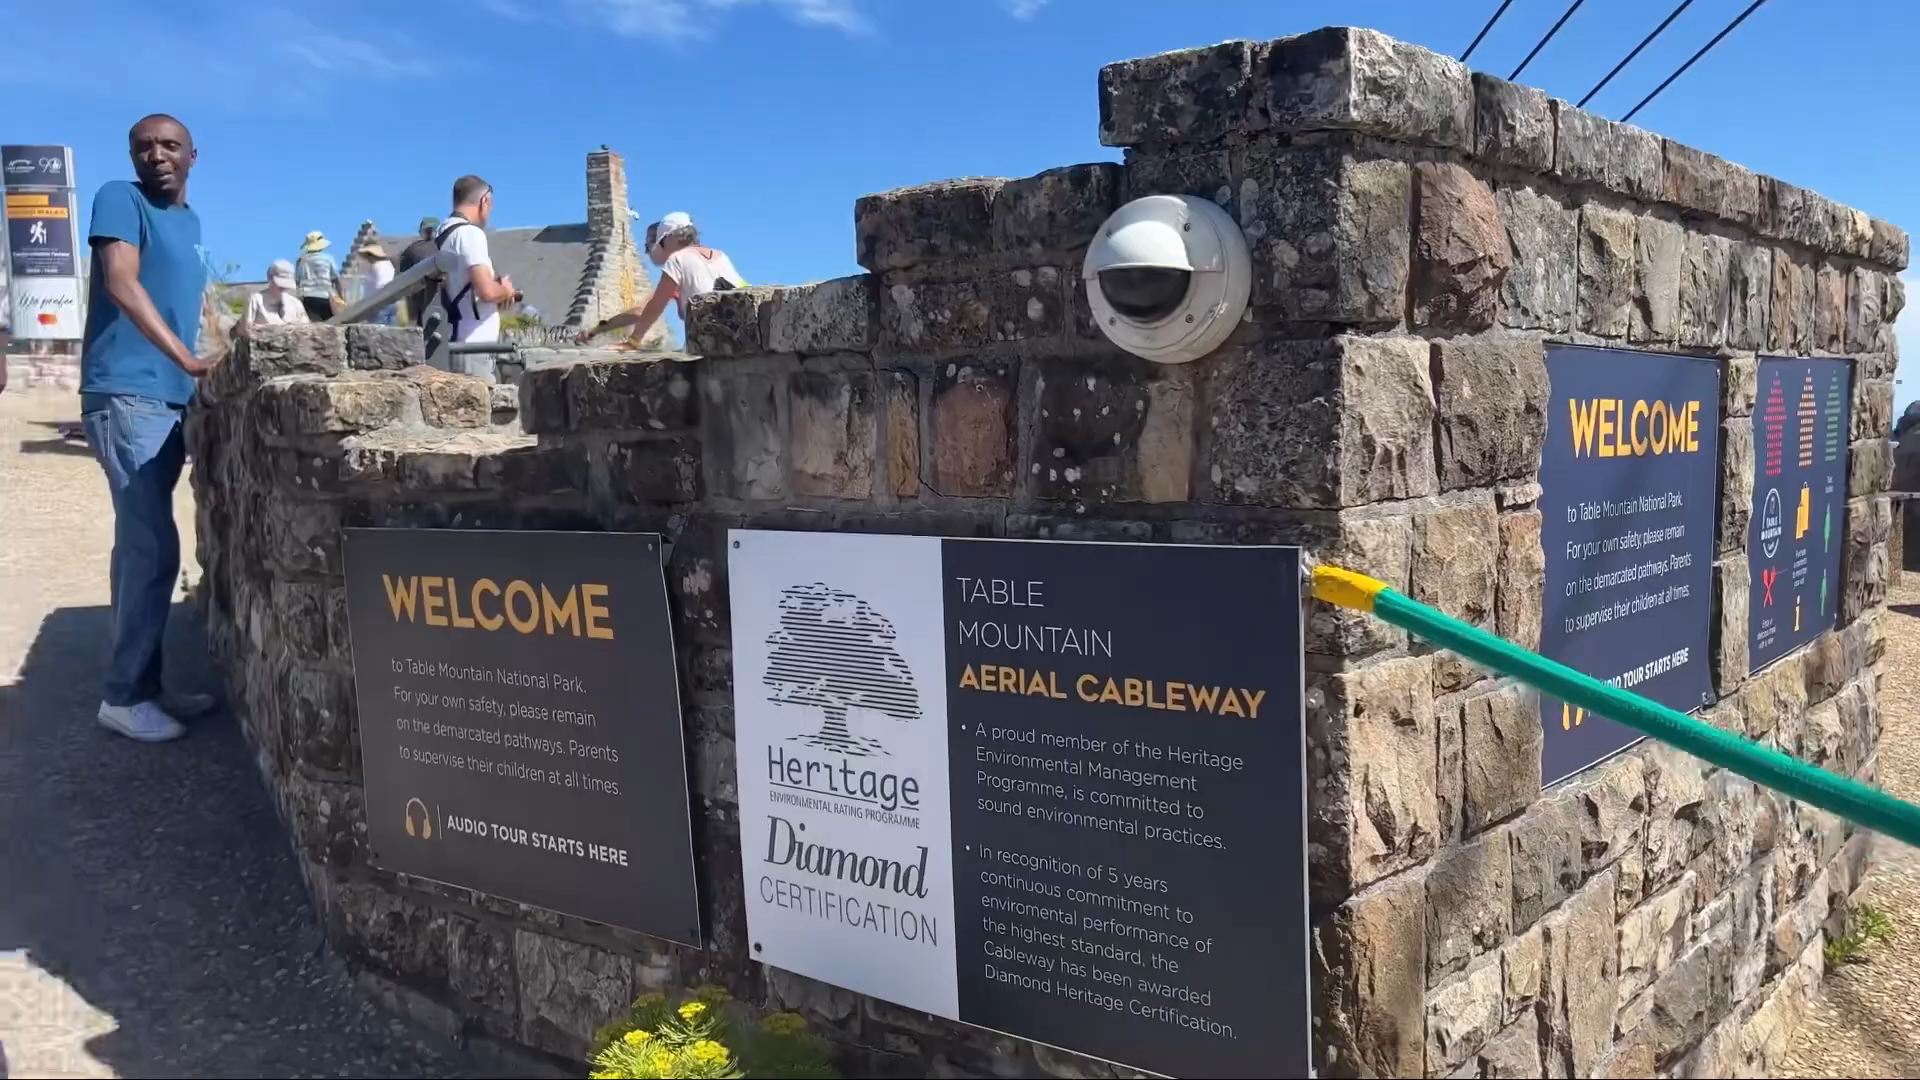 90
WELCOME
to Table Mountain National Park.
For your own safety, please remain
on the demarcated pathways. Parents
to supervise their children at all times.
AUDIO TOUR STARTS HERE
Heritage
ENVIRONMENTAL RATING PROGRAMME
Diamond
CERTIFICATION
TABLE
MOUNTAIN
AERIAL CABLEWAY
• A proud member of the Heritage
Environmental Management
Programme, is committed to
sound environmental practices.
• In recognition of 5 years
continuous commitment to
enviromental performance of
the highest standard, the
Cableway has been awarded
Diamond Heritage Certification.
WELCOME
to Table Mountain National Park.
For your own safety, please remain
on the demarcated pathways. Parents
to supervise their children at all times.
AUDIO TOUR STARTS HERE
TABLE
MOUNTAIN